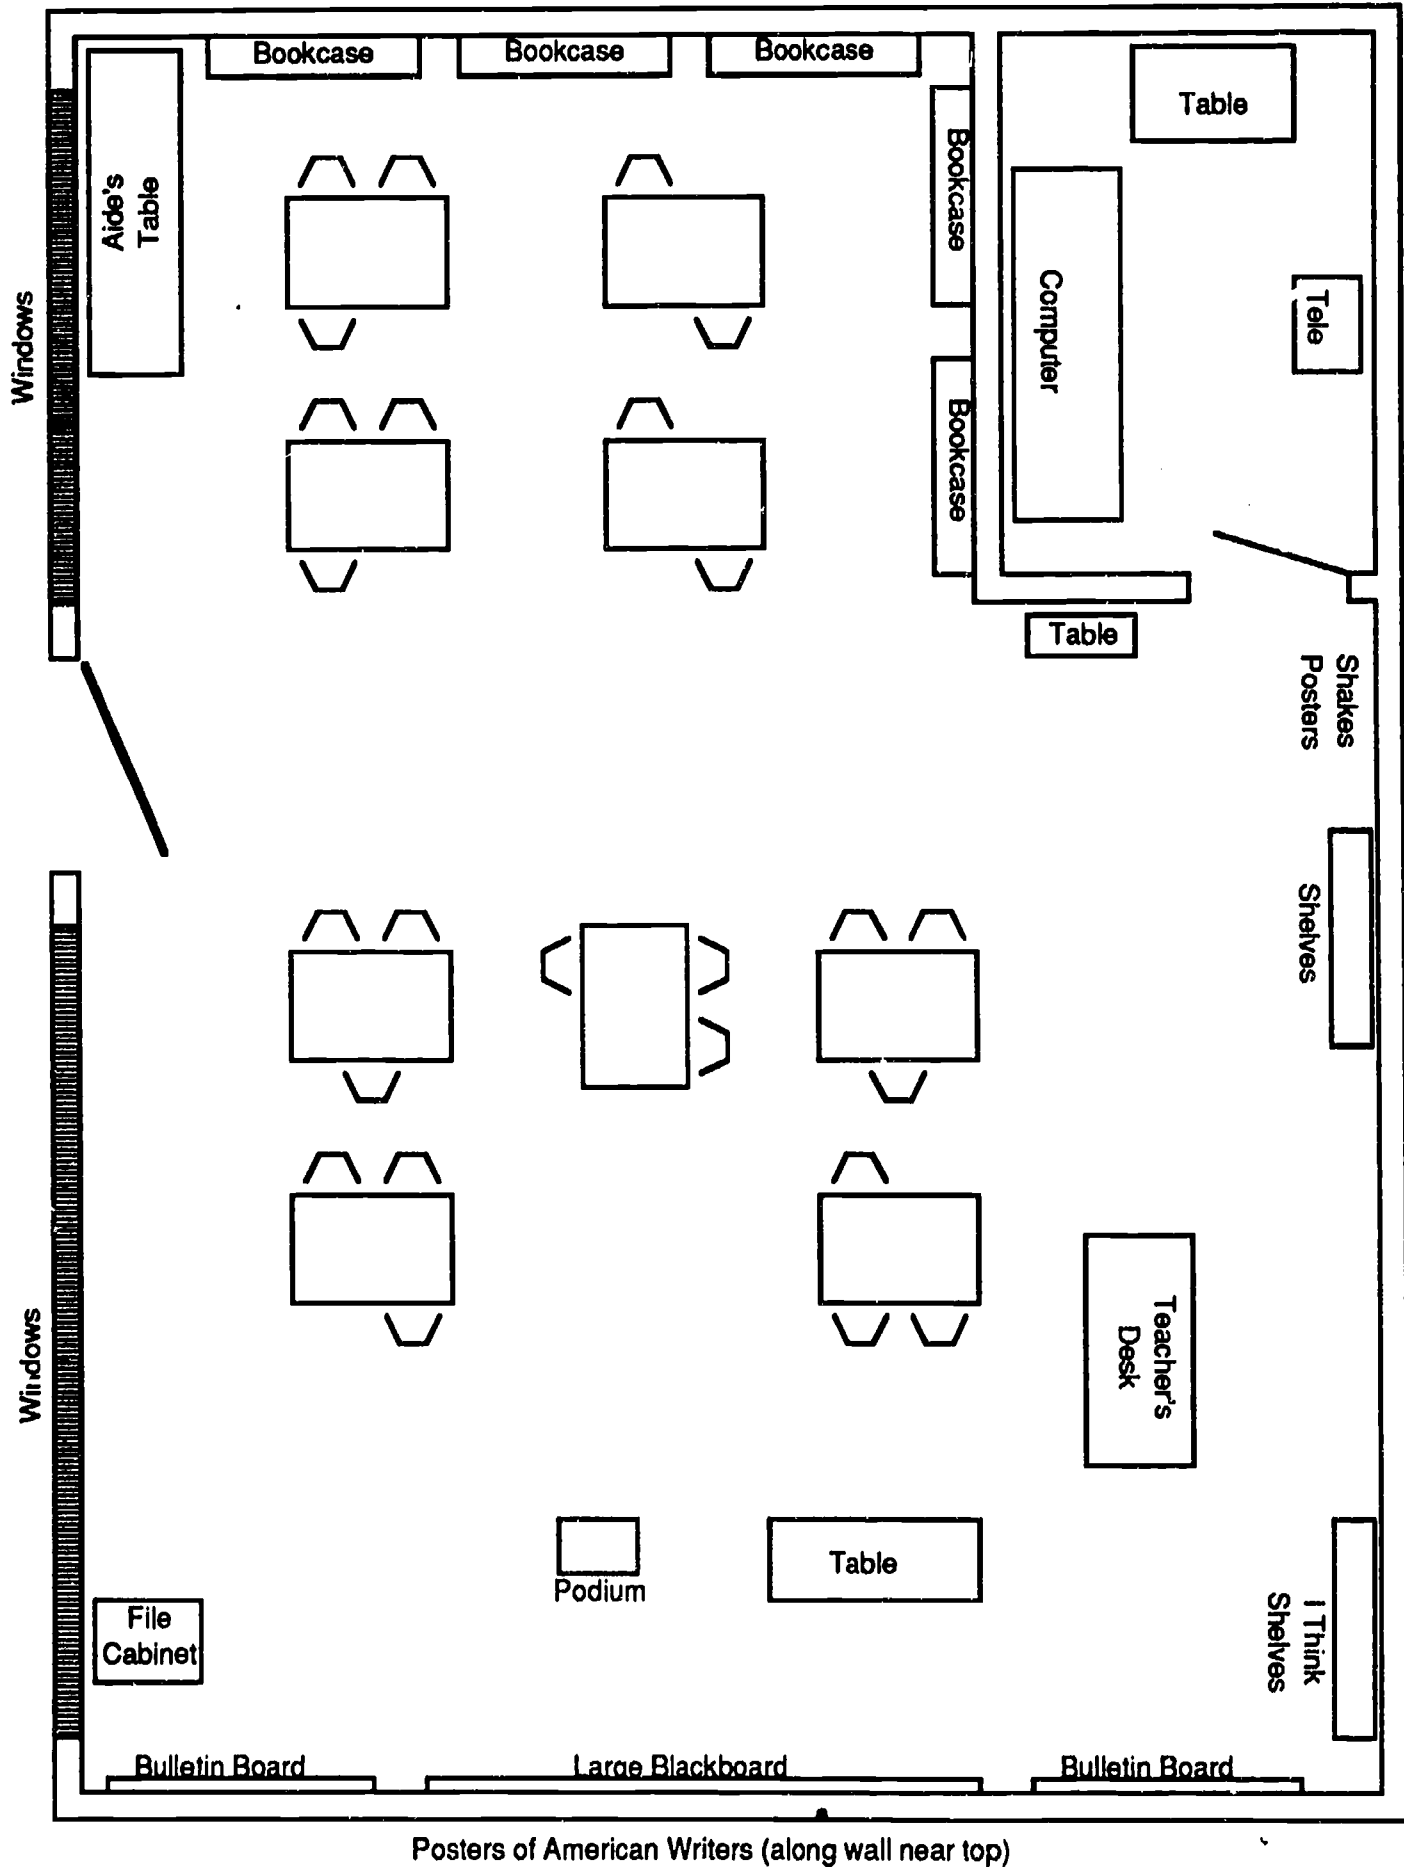 Bookcase
Bookcase
Bookcase
Table
Aide's
Table
Bookcase
Windows
Computer
Tele
Bookcase
Table
Shakes
Posters
Shelves
Windows
Teacher's
Desk
Table
Podium
File
Cabinet
I Think
Shelves
Bulletin Board
Large Blackboard
Bulletin Board
Posters of American Writers (along wall near top)